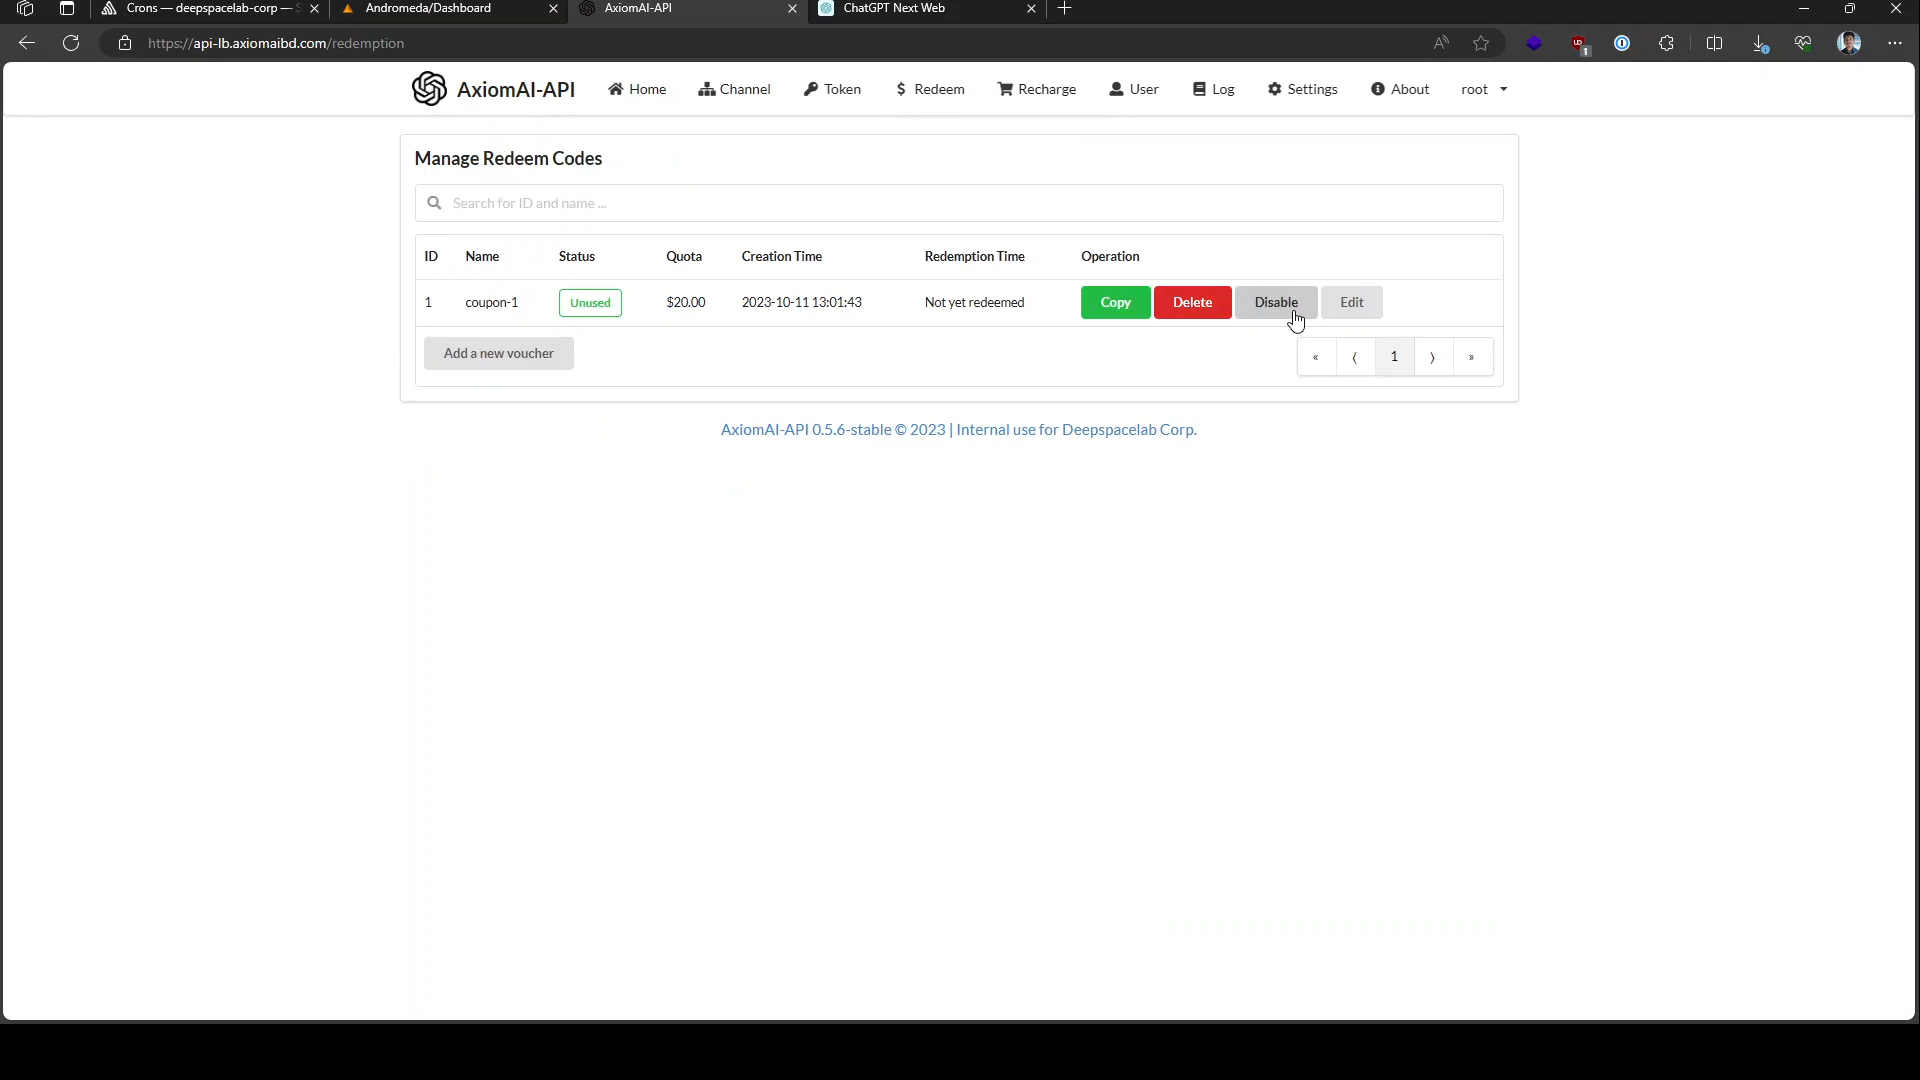 Crons — deepspacelab-corp —
Andromeda/Dashboard
AxiomAI-API
ChatGPT Next Web
https://api-lb.axiomaibd.com/redemption
1
AxiomAI-API
Home
Channel
Token
Redeem
Recharge
User
Log
Settings
About
root
Manage Redeem Codes
Search for ID and name ...
ID Name Status Quota Creation Time Redemption Time Operation
1 coupon-1 Unused $20.00 2023-10-11 13:01:43 Not yet redeemed Copy Delete Disable Edit
Add a new voucher
« ⟨ 1 ⟩ »
AxiomAI-API 0.5.6-stable © 2023 | Internal use for Deepspacelab Corp.